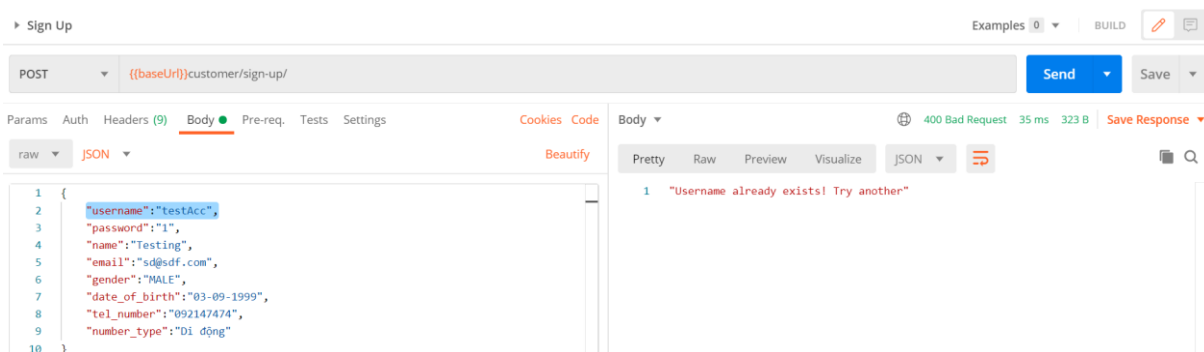 Sign Up
Examples 0 BUILD
POST {{baseUrl}}customer/sign-up/ Send Save
Params Auth Headers (9) Body Pre-req. Tests Settings Cookies Code
raw JSON Beautify
1 {
2 "username":"testAcc",
3 "password":"1",
4 "name":"Testing",
5 "email":"sd@sdf.com",
6 "gender":"MALE",
7 "date_of_birth":"03-09-1999",
8 "tel_number":"092147474",
9 "number_type":"Di động"
10 }
Body 400 Bad Request 35 ms 323 B Save Response
Pretty Raw Preview Visualize JSON
1 "Username already exists! Try another"